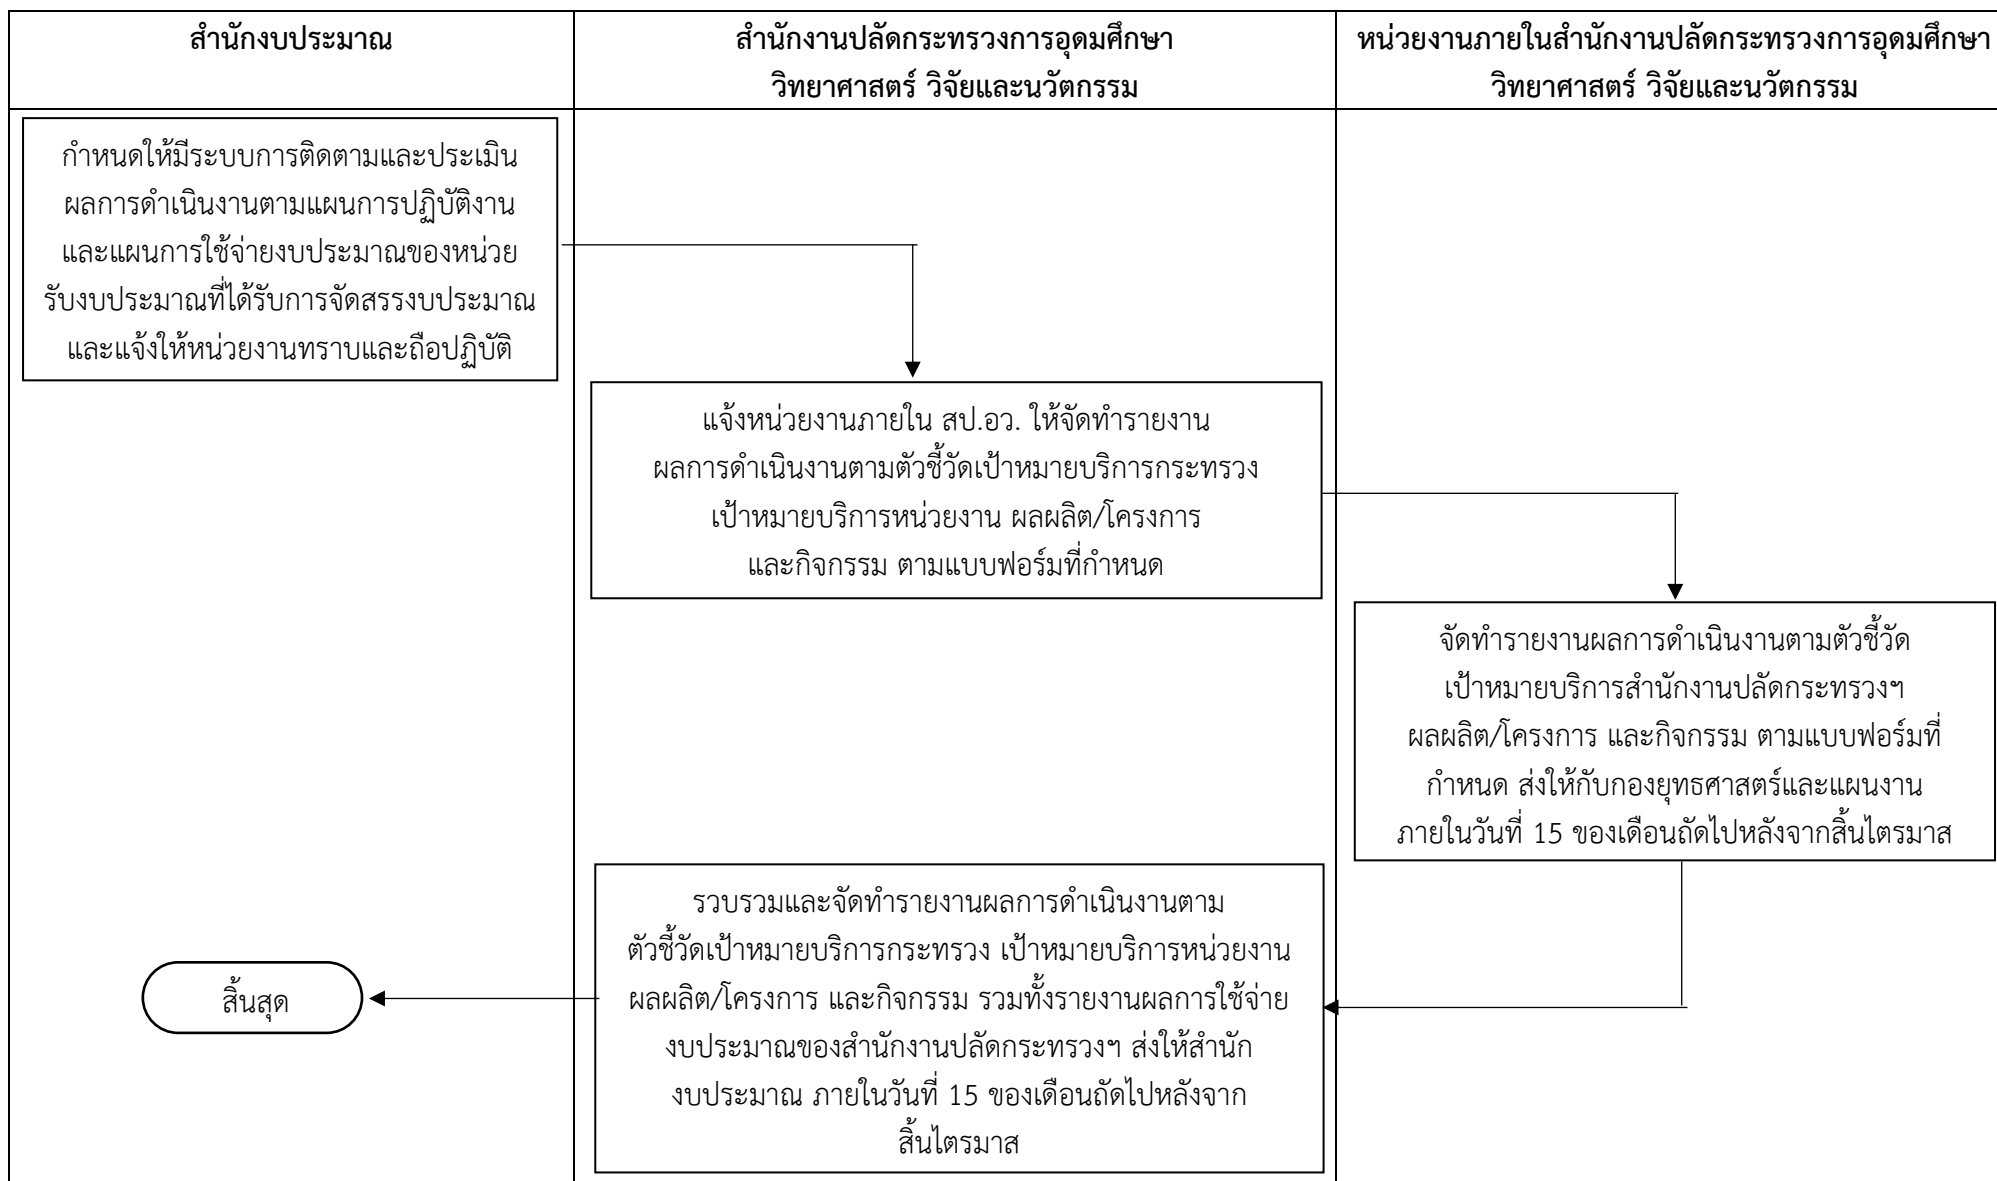 สำนักงบประมาณ
สำนักงานปลัดกระทรวงการอุดมศึกษา
วิทยาศาสตร์ วิจัยและนวัตกรรม
หน่วยงานภายในสำนักงานปลัดกระทรวงการอุดมศึกษา
วิทยาศาสตร์ วิจัยและนวัตกรรม
กำหนดให้มีระบบการติดตามและประเมิน
ผลการดำเนินงานตามแผนการปฏิบัติงาน
และแผนการใช้จ่ายงบประมาณของหน่วย
รับงบประมาณที่ได้รับการจัดสรรงบประมาณ
และแจ้งให้หน่วยงานทราบและถือปฏิบัติ
แจ้งหน่วยงานภายใน สป.อว. ให้จัดทำรายงาน
ผลการดำเนินงานตามตัวชี้วัดเป้าหมายบริการกระทรวง
เป้าหมายบริการหน่วยงาน ผลผลิต/โครงการ
และกิจกรรม ตามแบบฟอร์มที่กำหนด
จัดทำรายงานผลการดำเนินงานตามตัวชี้วัด
เป้าหมายบริการสำนักงานปลัดกระทรวงฯ
ผลผลิต/โครงการ และกิจกรรม ตามแบบฟอร์มที่
กำหนด ส่งให้กับกองยุทธศาสตร์และแผนงาน
ภายในวันที่ 15 ของเดือนถัดไปหลังจากสิ้นไตรมาส
รวบรวมและจัดทำรายงานผลการดำเนินงานตาม
ตัวชี้วัดเป้าหมายบริการกระทรวง เป้าหมายบริการหน่วยงาน
ผลผลิต/โครงการ และกิจกรรม รวมทั้งรายงานผลการใช้จ่าย
งบประมาณของสำนักงานปลัดกระทรวงฯ ส่งให้สำนัก
งบประมาณ ภายในวันที่ 15 ของเดือนถัดไปหลังจาก
สิ้นไตรมาส
สิ้นสุด